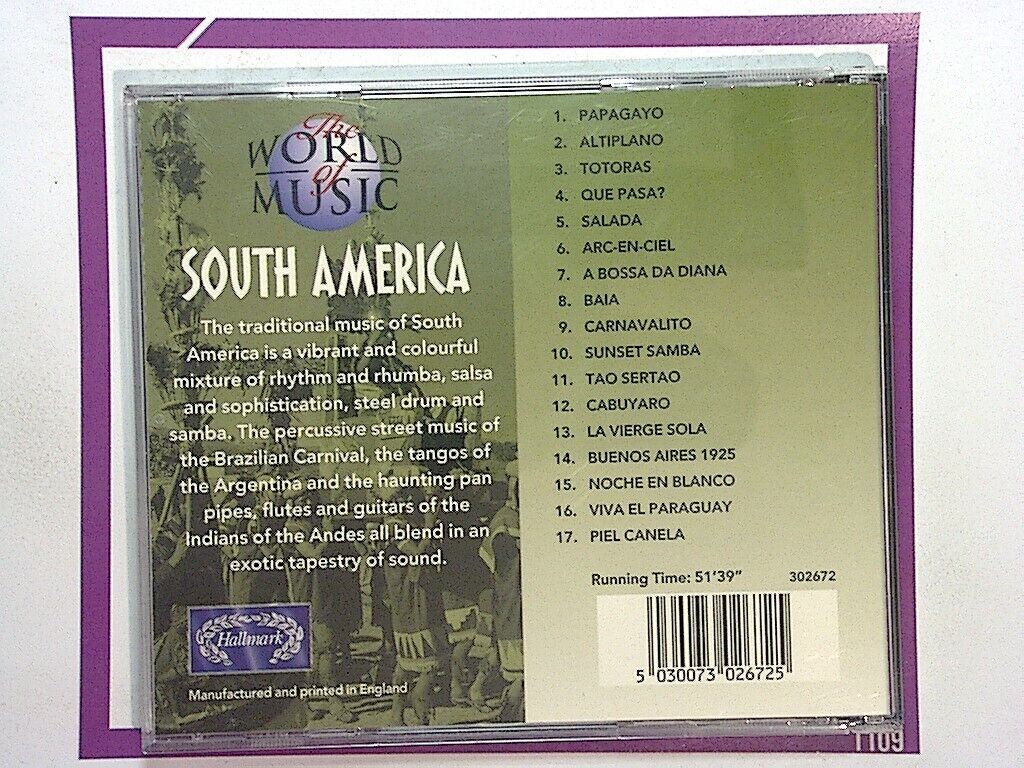 The
WORLD
of
MUSIC
SOUTH AMERICA
The traditional music of South
America is a vibrant and colourful
mixture of rhythm and rhumba, salsa
and sophistication, steel drum and
samba. The percussive street music of
the Brazilian Carnival, the tangos of
the Argentina and the haunting pan
pipes, flutes and guitars of the
Indians of the Andes all blend in an
exotic tapestry of sound.
Hallmark
Manufactured and printed in England
1. PAPAGAYO
2. ALTIPLANO
3. TOTORAS
4. QUE PASA?
5. SALADA
6. ARC-EN-CIEL
7. A BOSSA DA DIANA
8. BAIA
9. CARNAVALITO
10. SUNSET SAMBA
11. TAO SERTAO
12. CABUYARO
13. LA VIERGE SOLA
14. BUENOS AIRES 1925
15. NOCHE EN BLANCO
16. VIVA EL PARAGUAY
17. PIEL CANELA
Running Time: 51'39" 302672
5 030073 026725
TT09